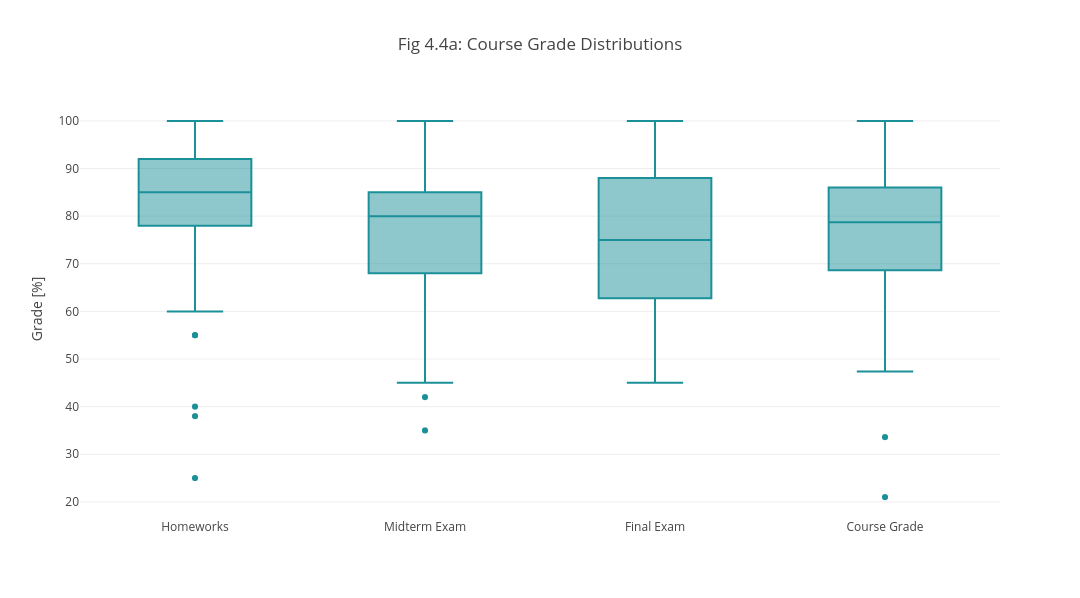 Fig 4.4a: Course Grade Distributions
100
90
80
70
60
50
40
30
20
Grade [%]
Homeworks
Midterm Exam
Final Exam
Course Grade